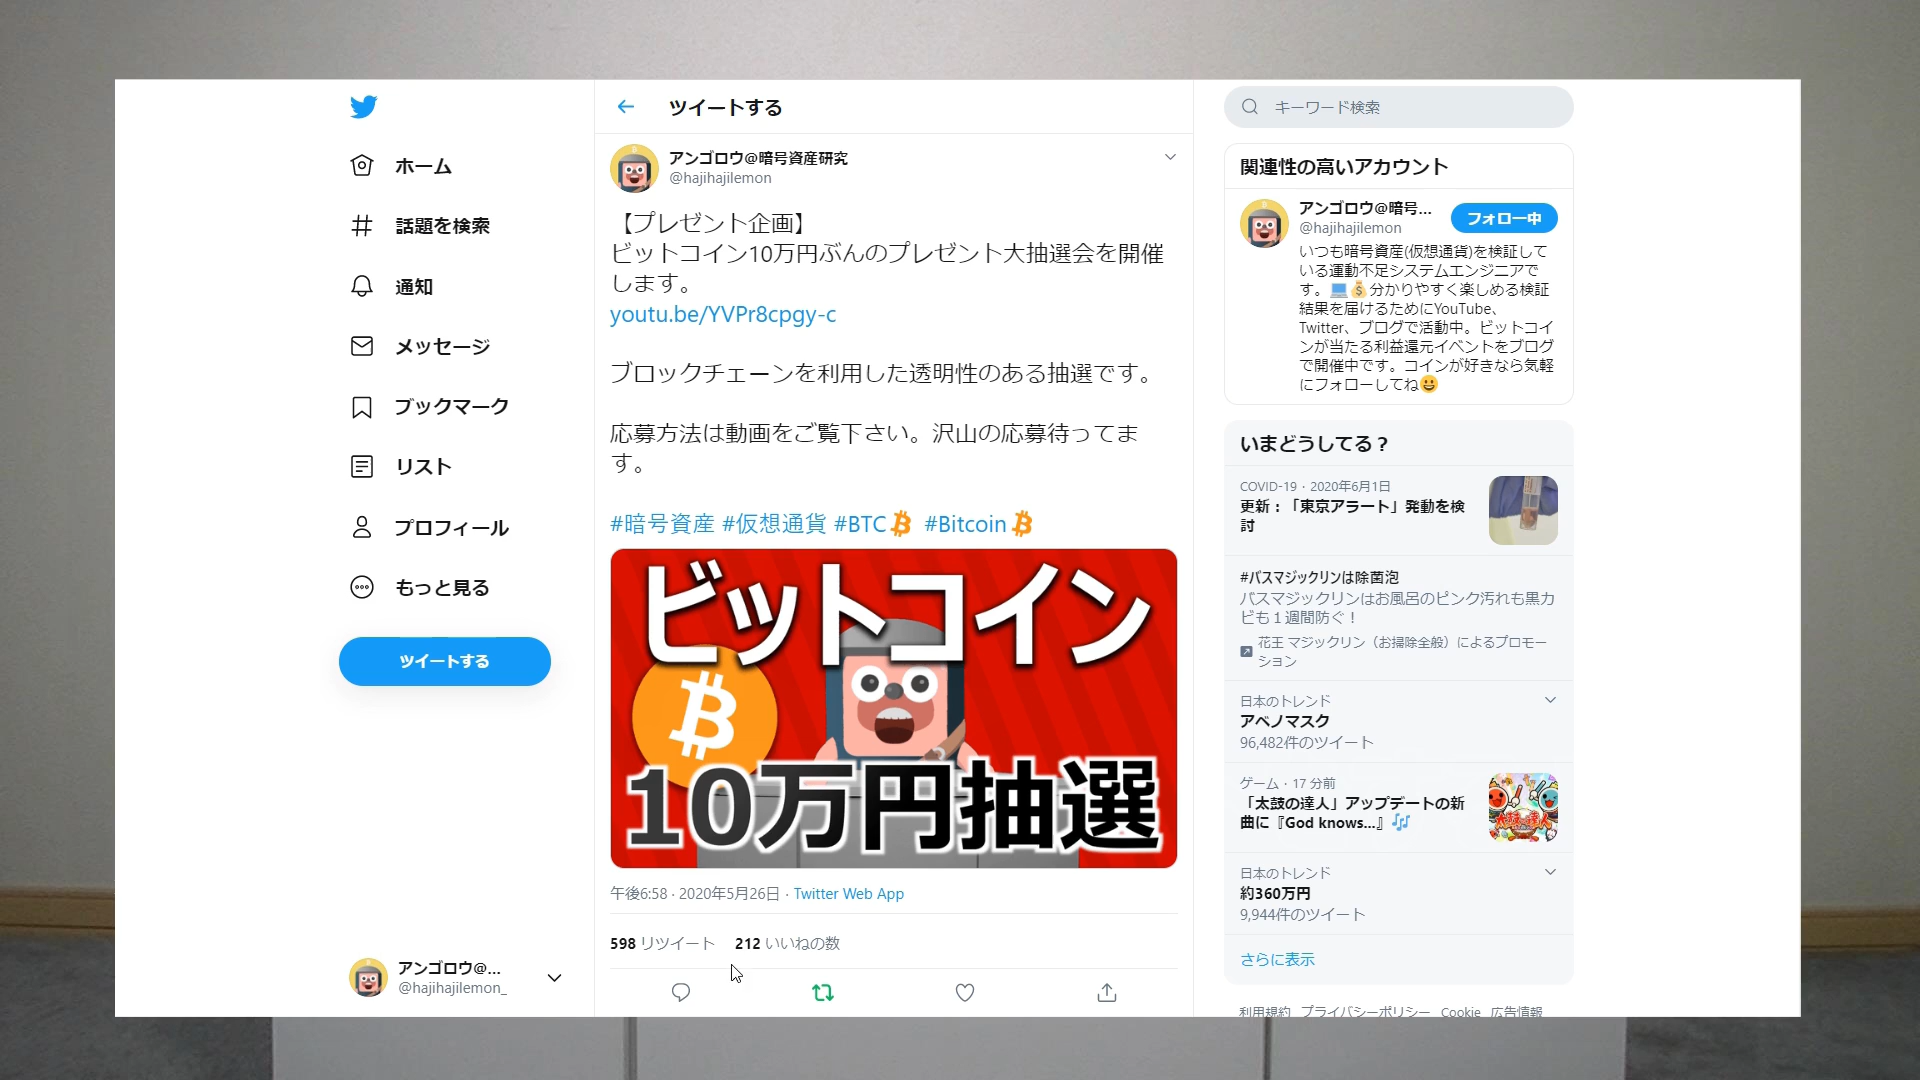 ホーム
話題を検索
通知
メッセージ
ブックマーク
リスト
プロフィール
もっと見る
ツイートする
アンゴロウ@...
@hajihajilemon_
ツイートする
アンゴロウ@暗号資産研究
@hajihajilemon
【プレゼント企画】
ビットコイン10万円ぶんのプレゼント大抽選会を開催
します。
youtu.be/YVPr8cpgy-c
ブロックチェーンを利用した透明性のある抽選です。
応募方法は動画をご覧下さい。沢山の応募待ってま
す。
#暗号資産 #仮想通貨 #BTC #Bitcoin
ビットコイン
10万円抽選
午後6:58 · 2020年5月26日 · Twitter Web App
598 リツイート 212 いいねの数
キーワード検索
関連性の高いアカウント
アンゴロウ@暗号...
@hajihajilemon
フォロー中
いつも暗号資産(仮想通貨)を検証して
いる運動不足システムエンジニアで
す。💻💰分かりやすく楽しめる検証
結果を届けるためにYouTube、
Twitter、ブログで活動中。ビットコイ
ンが当たる利益還元イベントをブログ
で開催中です。コインが好きなら気軽
にフォローしてね😀
いまどうしてる？
COVID-19 · 2020年6月1日
更新：「東京アラート」発動を検
討
#バスマジックリンは除菌泡
バスマジックリンはお風呂のピンク汚れも黒カ
ビも１週間防ぐ！
花王 マジックリン（お掃除全般）によるプロモー
ション
日本のトレンド
アベノマスク
96,482件のツイート
ゲーム · 17 分前
「太鼓の達人」アップデートの新
曲に『God knows...』🎶
太鼓の達人
日本のトレンド
約360万円
9,944件のツイート
さらに表示
利用規約 プライバシーポリシー Cookie 広告情報